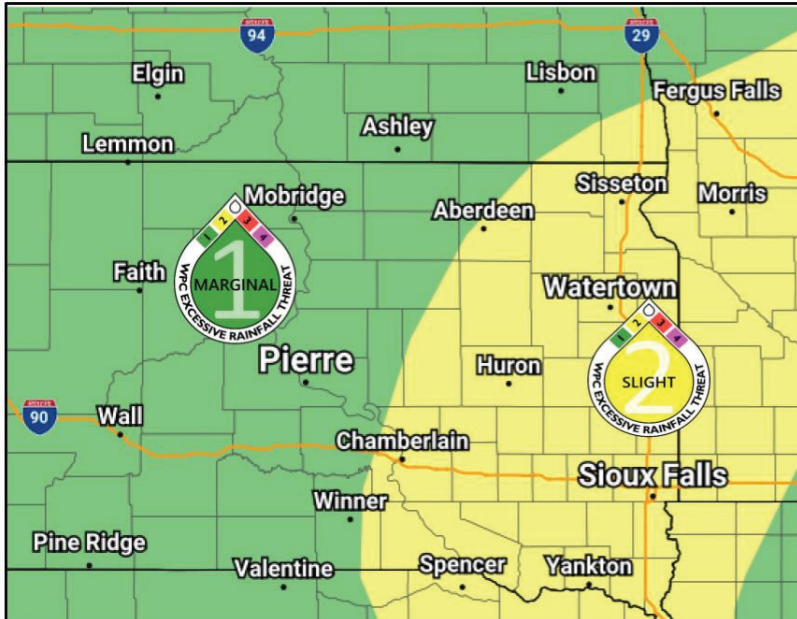 94
29
Elgin
Lisbon
Fergus Falls
Ashley
Lemmon
Mobridge
Sisseton
Morris
Aberdeen
1 2 3 4
1
MARGINAL
WPC EXCESSIVE RAINFALL THREAT
Faith
Watertown
1 2 3 4
2
SLIGHT
WPC EXCESSIVE RAINFALL THREAT
Pierre
Huron
90
Wall
Chamberlain
Sioux Falls
Winner
Pine Ridge
Valentine
Spencer
Yankton